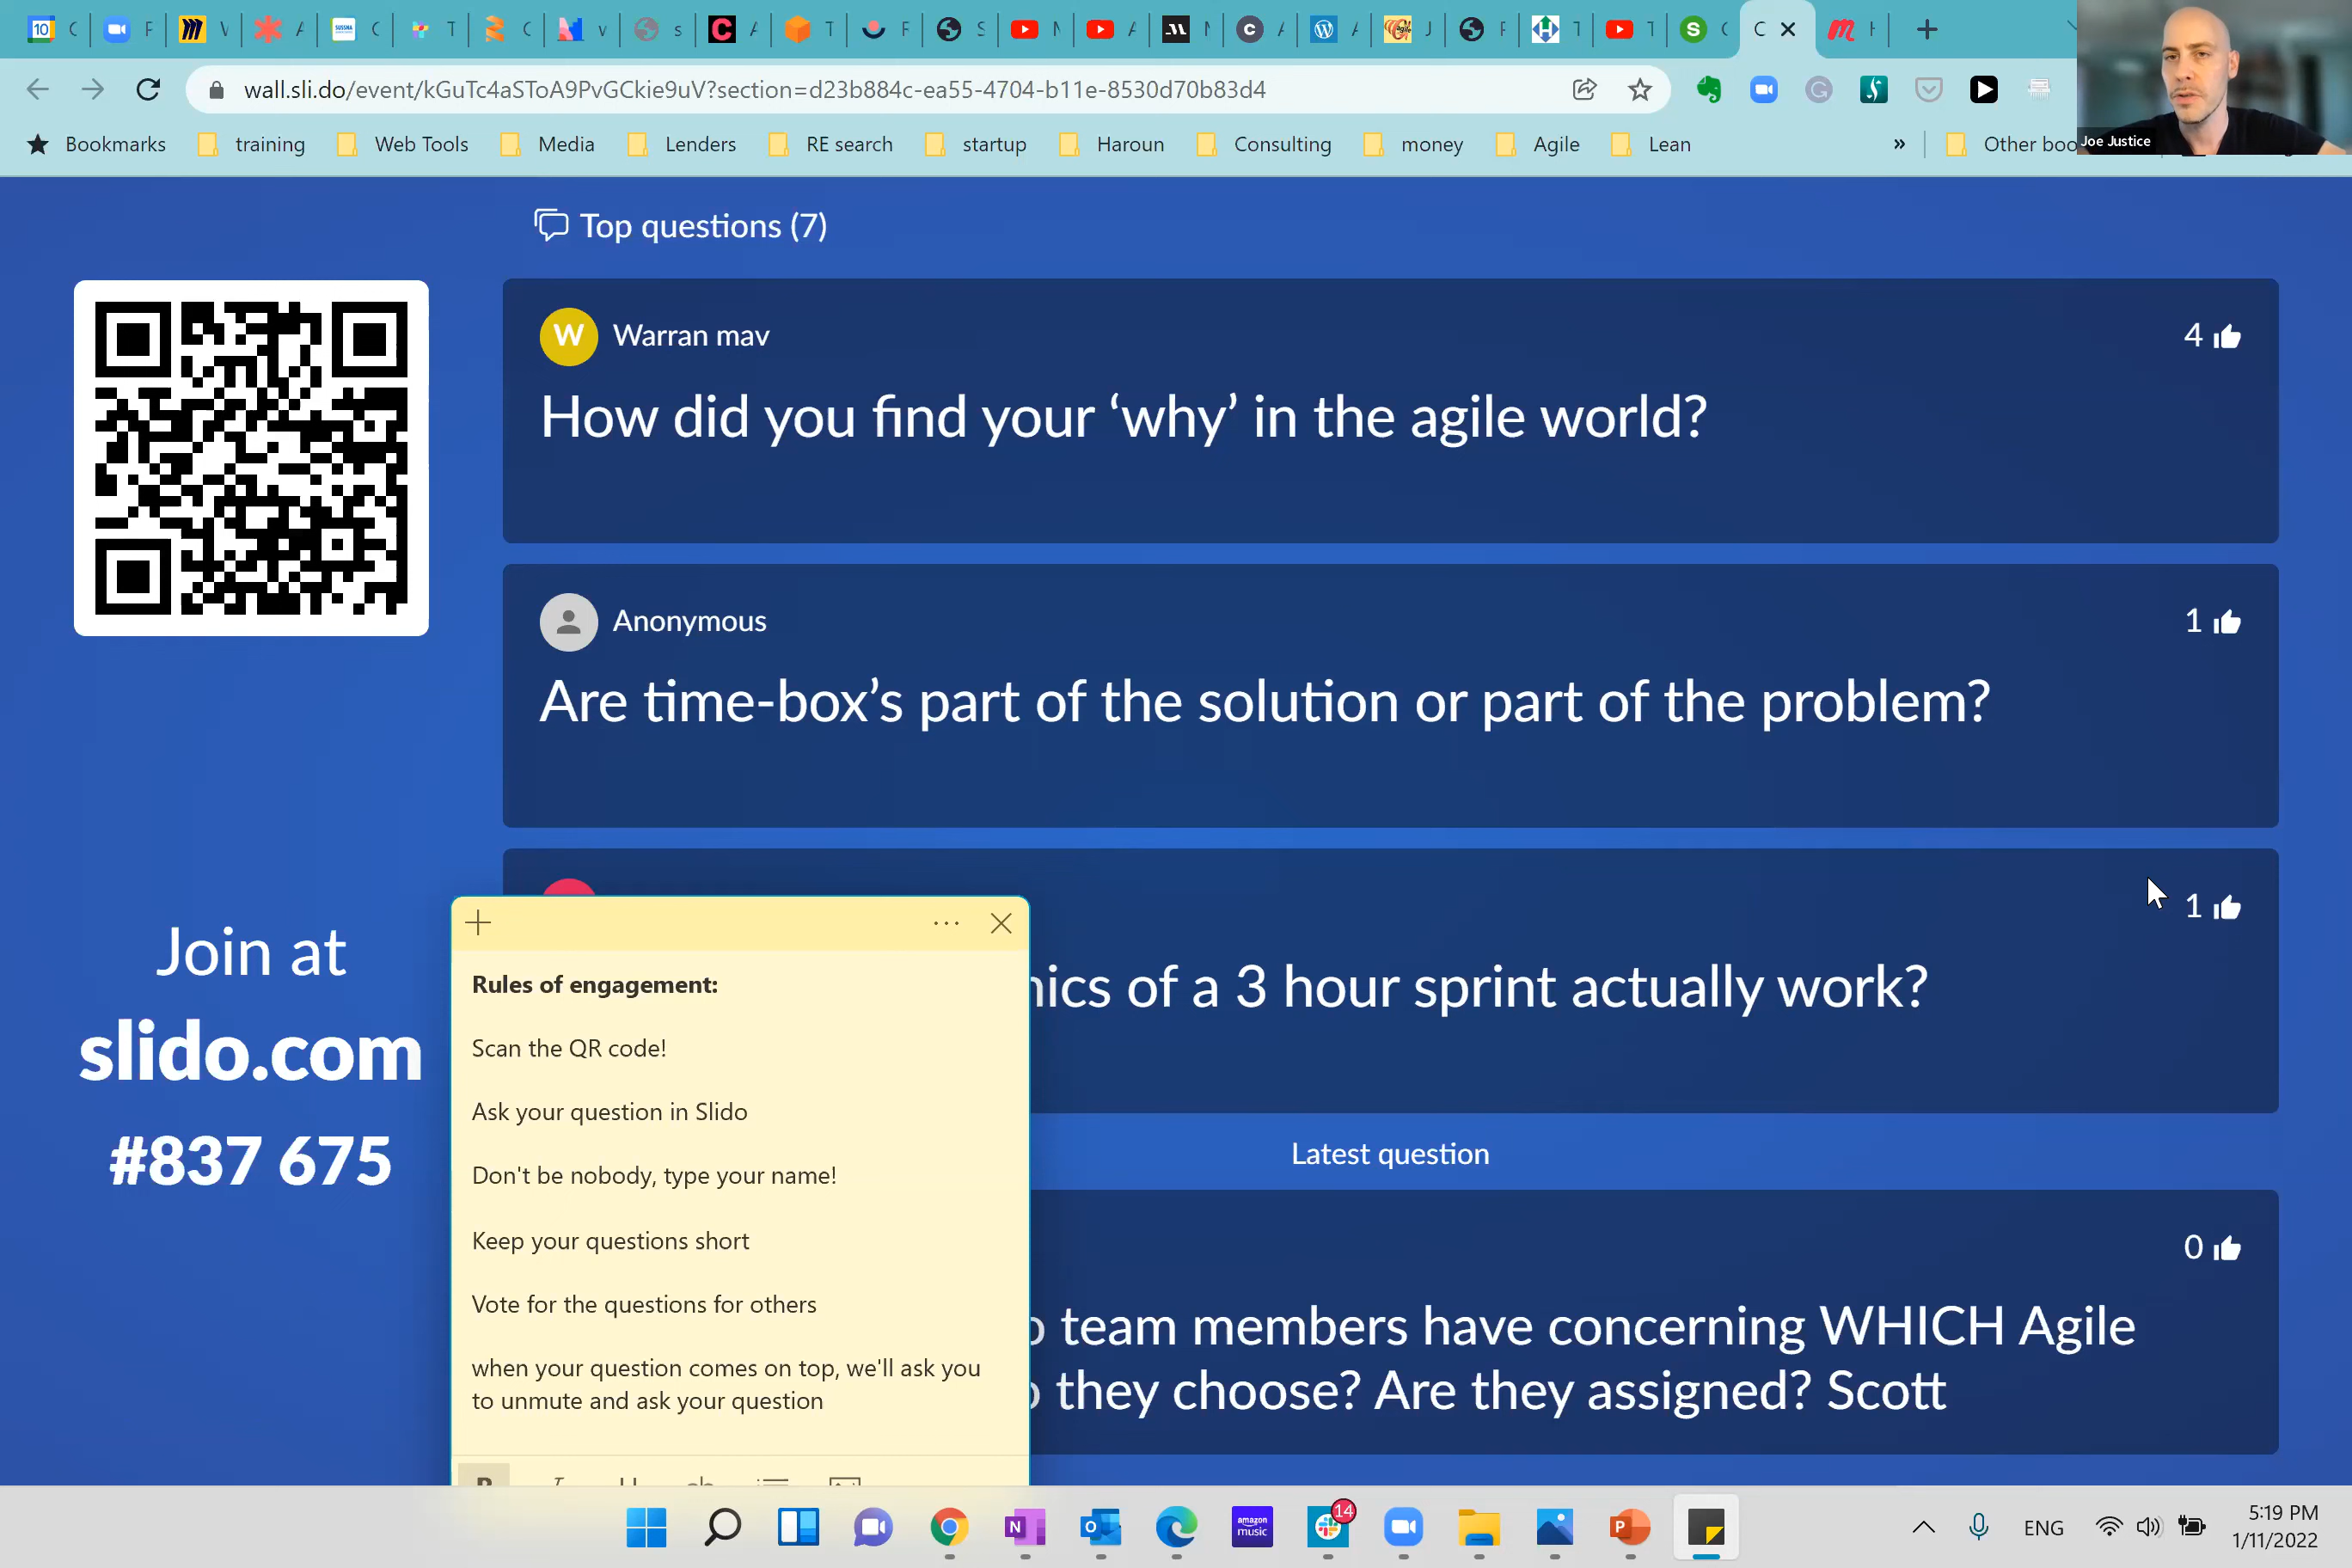 wall.sli.do/event/kGuTc4aSToA9PvGCkie9uV?section=d23b884c-ea55-4704-b11e-8530d70b83d4
Bookmarks training Web Tools Media Lenders RE search startup Haroun Consulting money Agile Lean » Other boo
Joe Justice
Top questions (7)
W Warran mav 4
How did you find your ‘why’ in the agile world?
Anonymous 1
Are time-box’s part of the solution or part of the problem?
1
nics of a 3 hour sprint actually work?
Latest question
0
team members have concerning WHICH Agile
they choose? Are they assigned? Scott
Join at
slido.com
#837 675
Rules of engagement:
Scan the QR code!
Ask your question in Slido
Don't be nobody, type your name!
Keep your questions short
Vote for the questions for others
when your question comes on top, we'll ask you
to unmute and ask your question
amazon
music
14
ENG
5:19 PM
1/11/2022